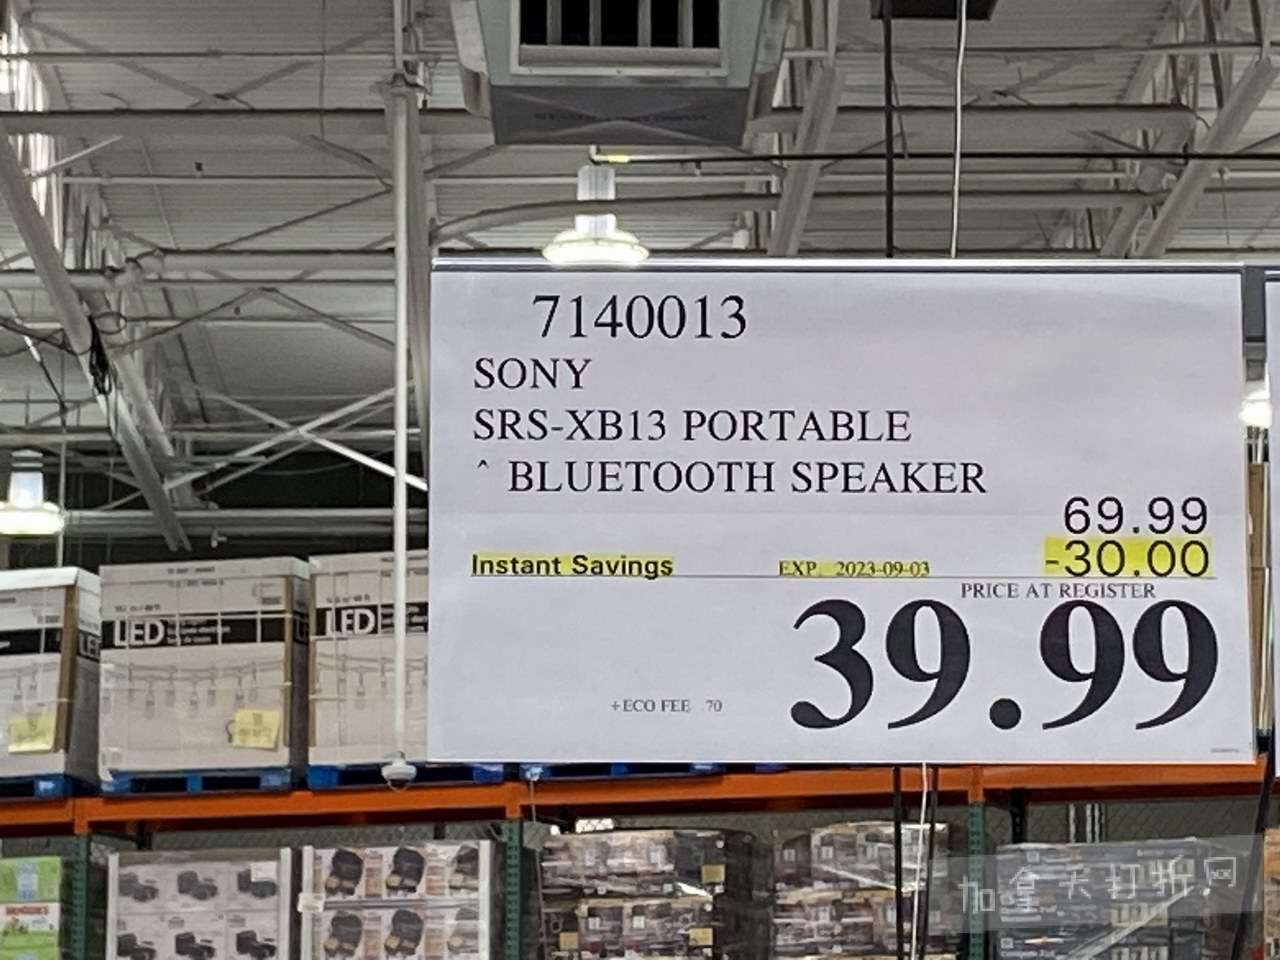 7140013
SONY
SRS-XB13 PORTABLE
^ BLUETOOTH SPEAKER
69.99
Instant Savings EXP. 2023-09-03 -30.00
PRICE AT REGISTER
39.99
+ECO FEE .70
LED
LED
LED
加拿大打折.网